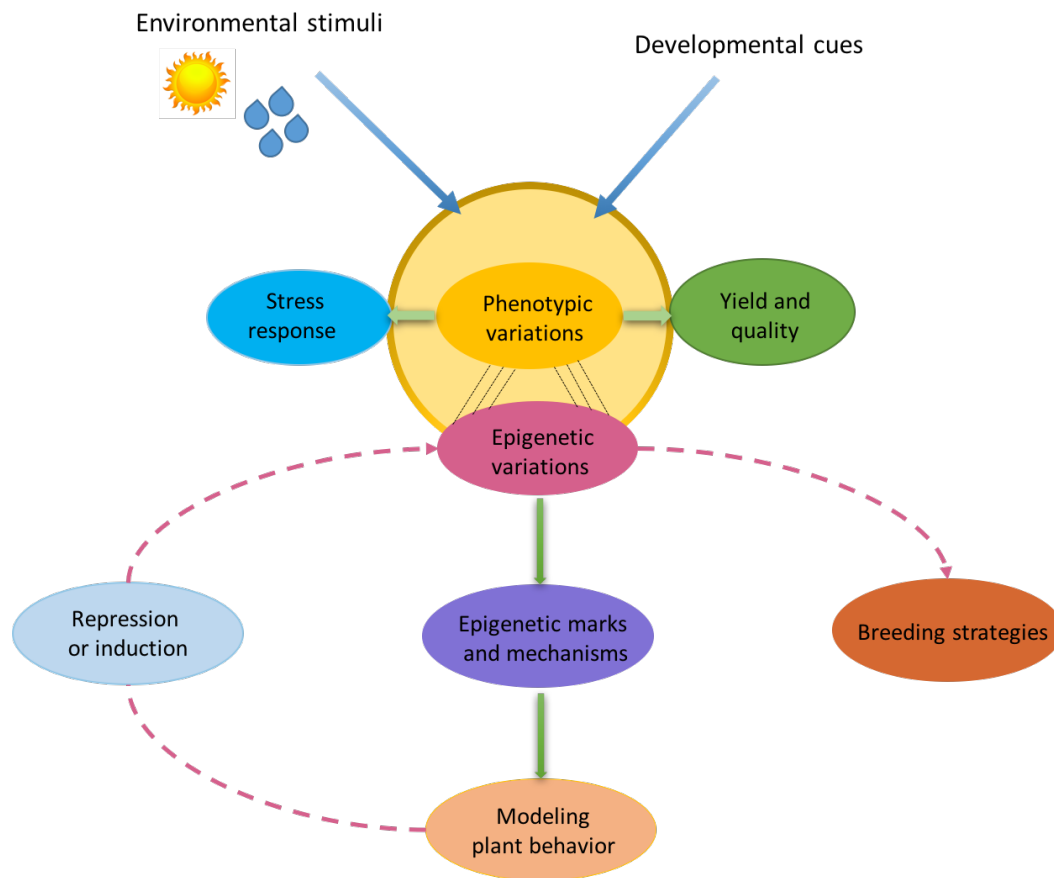 Environmental stimuli
Developmental cues
Stress
response
Phenotypic
variations
Yield and
quality
Epigenetic
variations
Repression
or induction
Epigenetic marks
and mechanisms
Breeding strategies
Modeling
plant behavior